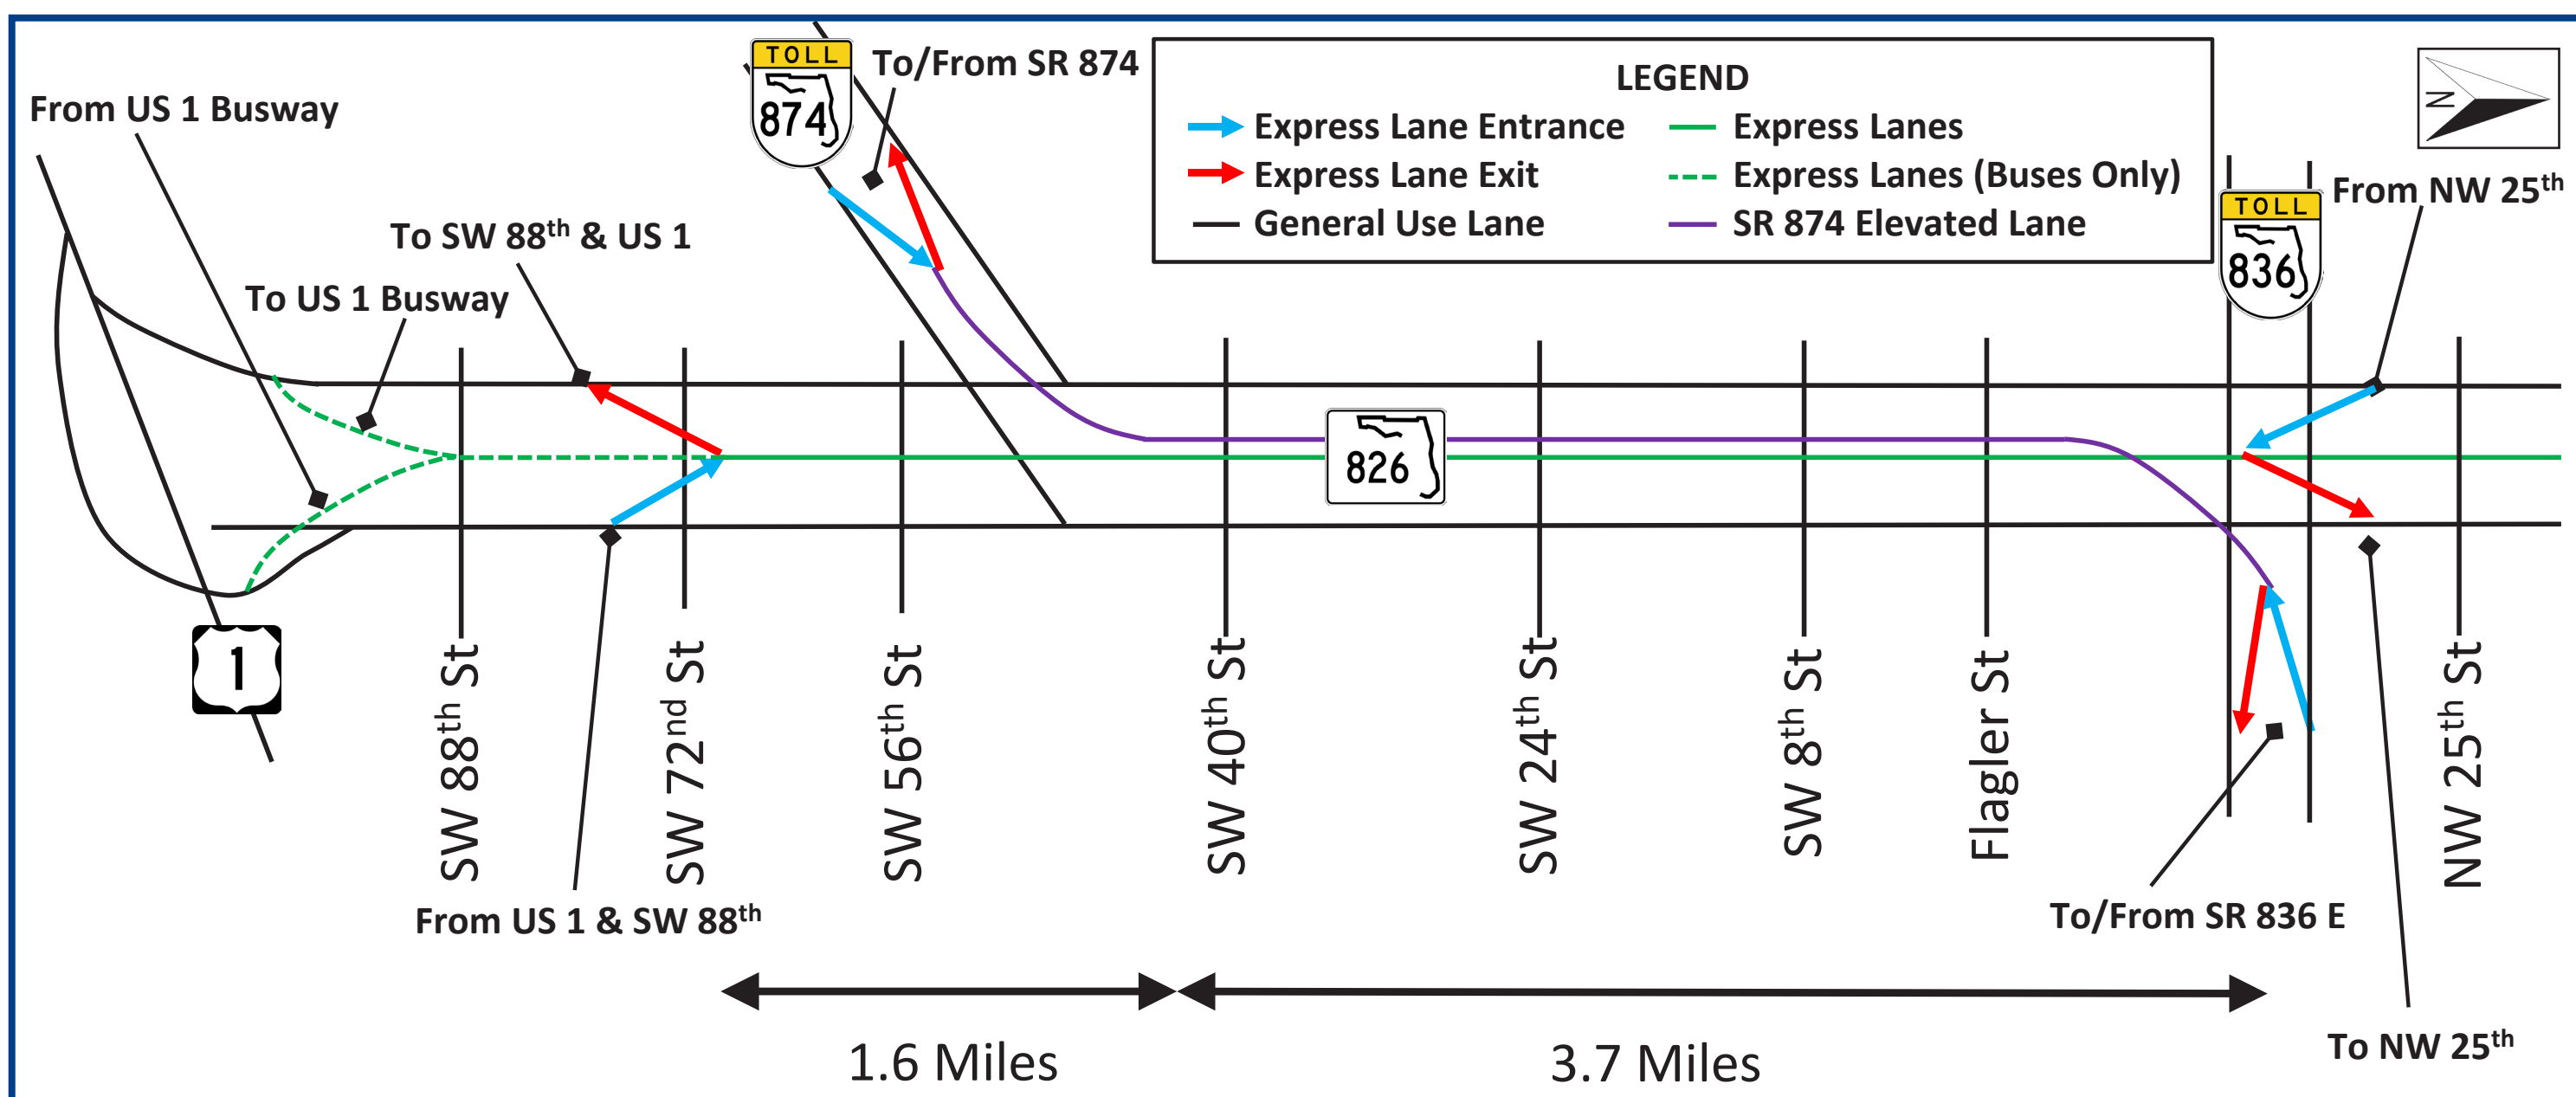 TOLL
874
To/From SR 874
LEGEND
Express Lane Entrance
Express Lanes
Express Lane Exit
Express Lanes (Buses Only)
General Use Lane
SR 874 Elevated Lane
N
From US 1 Busway
From NW 25th
TOLL
836
To SW 88th & US 1
To US 1 Busway
826
1
SW 88th St
SW 72nd St
SW 56th St
SW 40th St
SW 24th St
SW 8th St
Flagler St
NW 25th St
From US 1 & SW 88th
To/From SR 836 E
To NW 25th
1.6 Miles
3.7 Miles